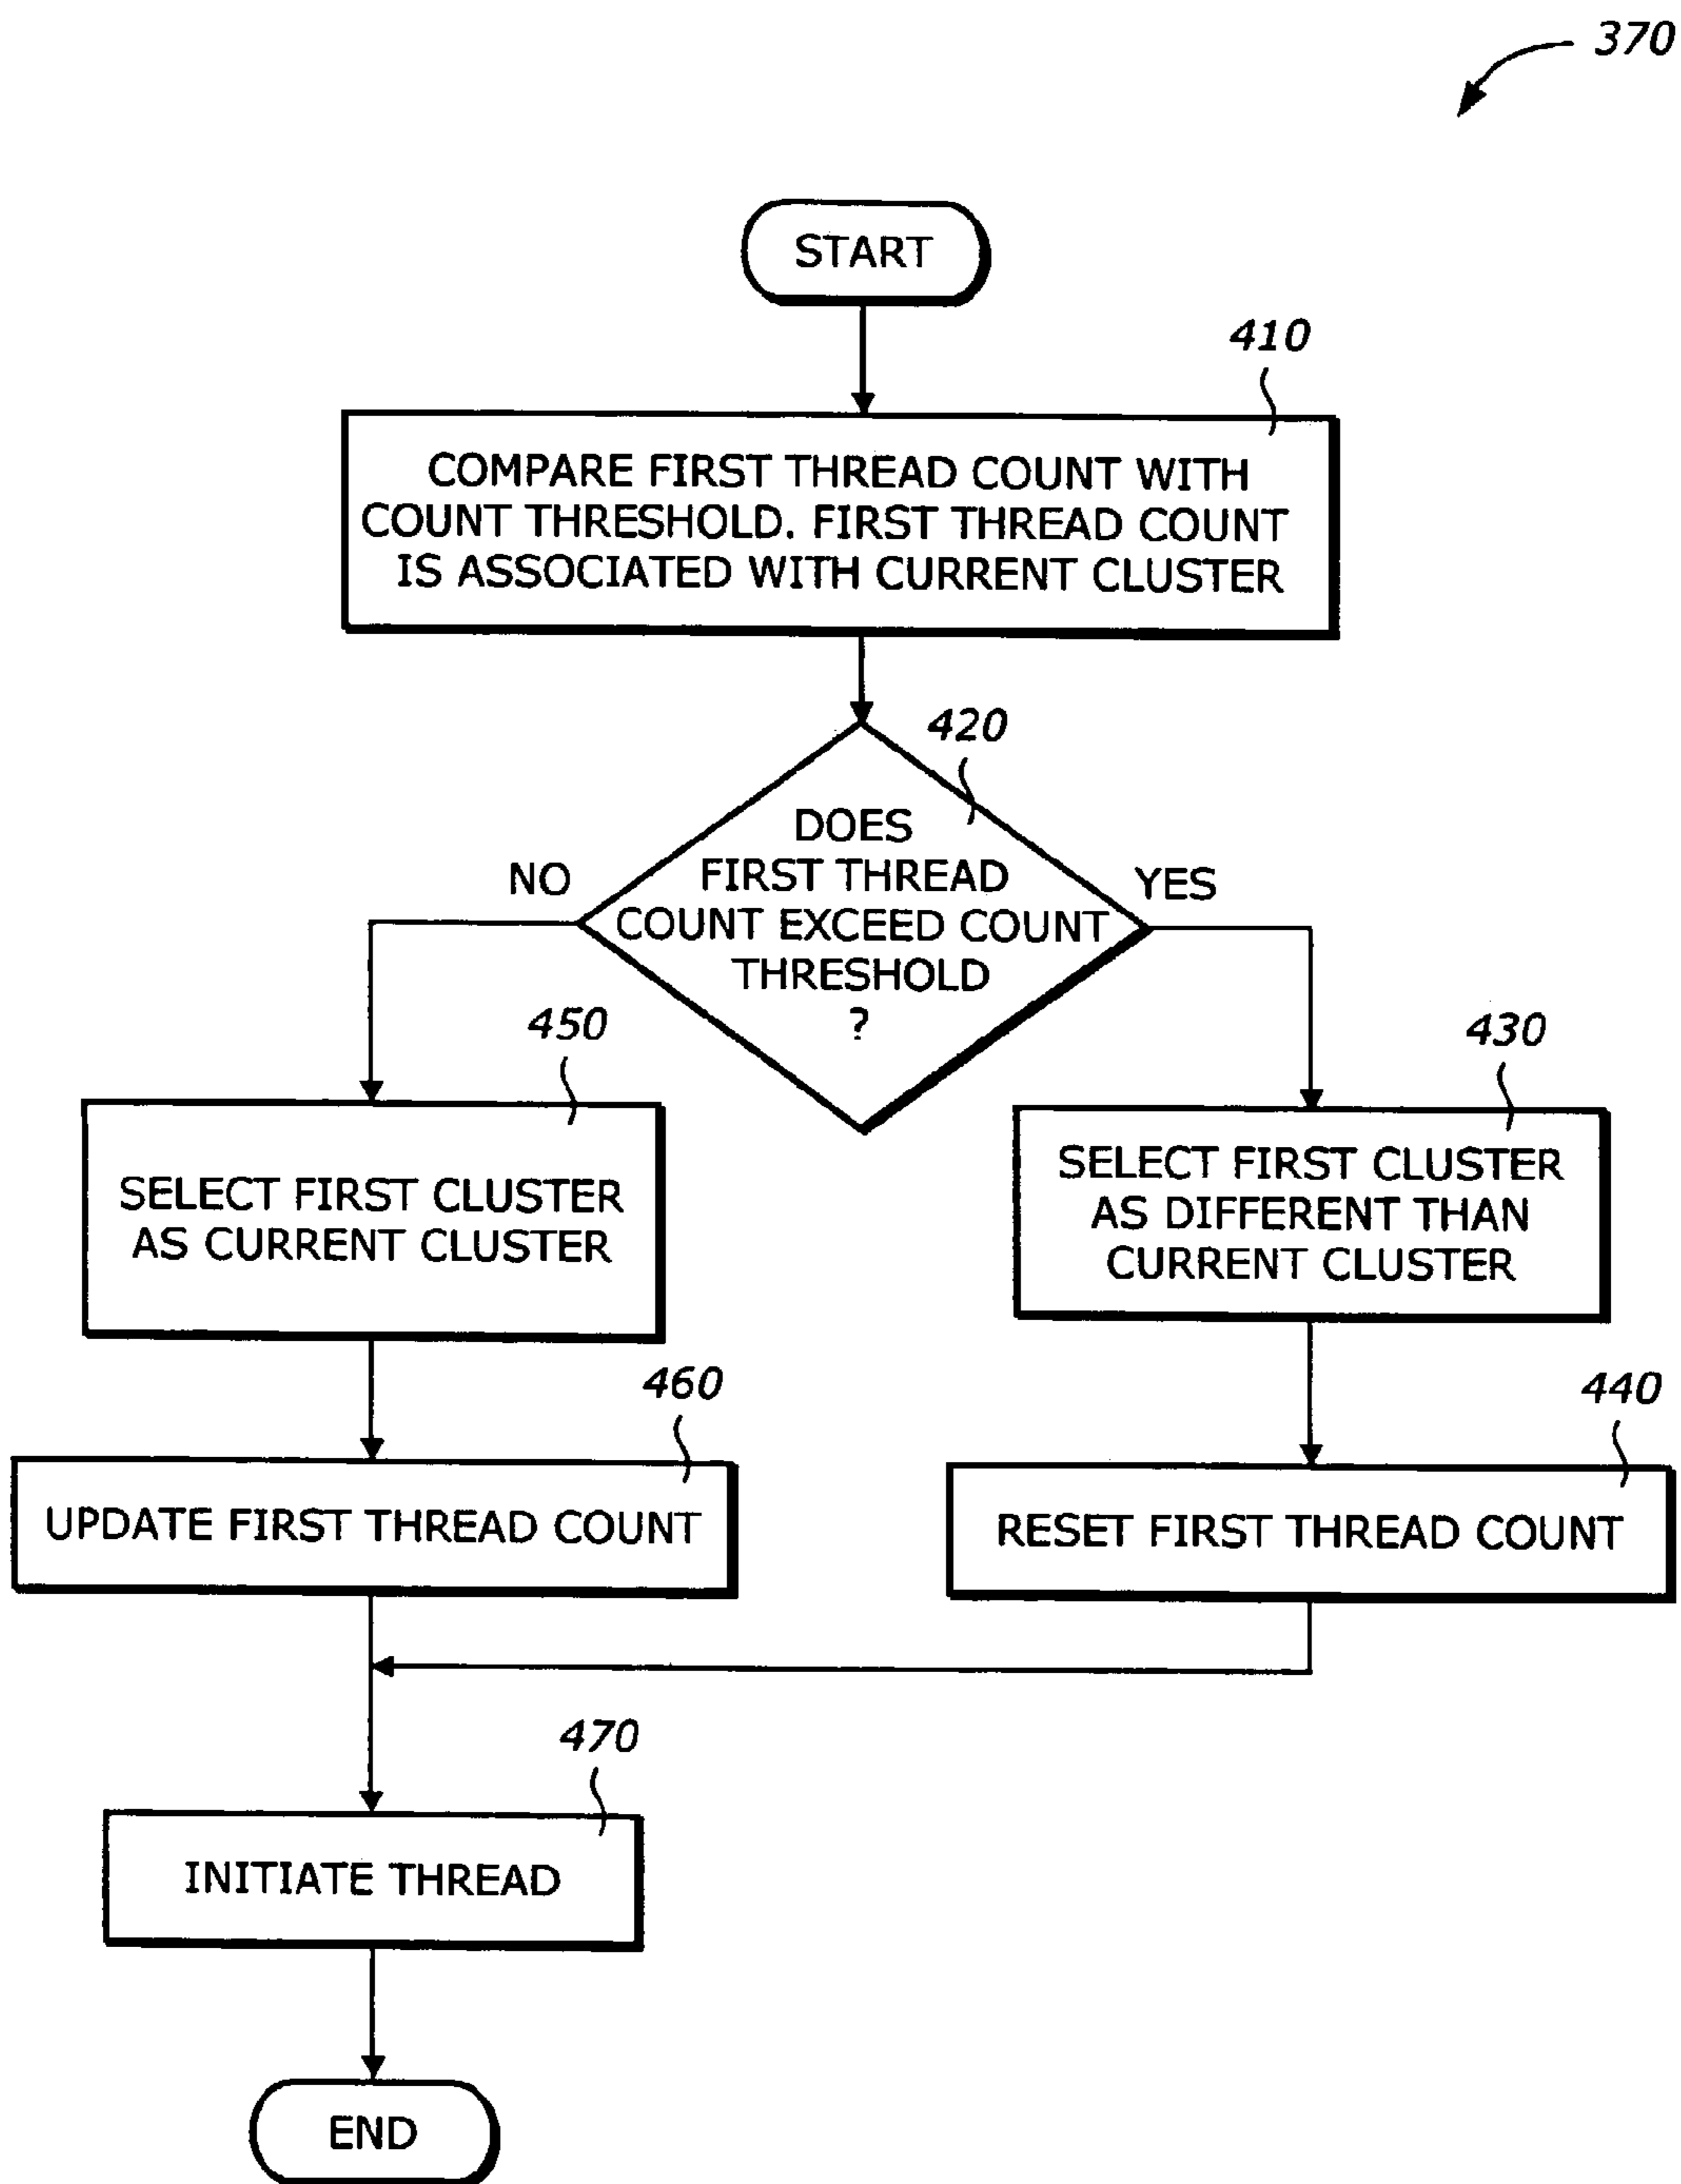 370
START
410
COMPARE FIRST THREAD COUNT WITH
COUNT THRESHOLD. FIRST THREAD COUNT
IS ASSOCIATED WITH CURRENT CLUSTER
420
DOES
FIRST THREAD
COUNT EXCEED COUNT
THRESHOLD
?
NO
YES
450
SELECT FIRST CLUSTER
AS CURRENT CLUSTER
430
SELECT FIRST CLUSTER
AS DIFFERENT THAN
CURRENT CLUSTER
460
UPDATE FIRST THREAD COUNT
440
RESET FIRST THREAD COUNT
470
INITIATE THREAD
END